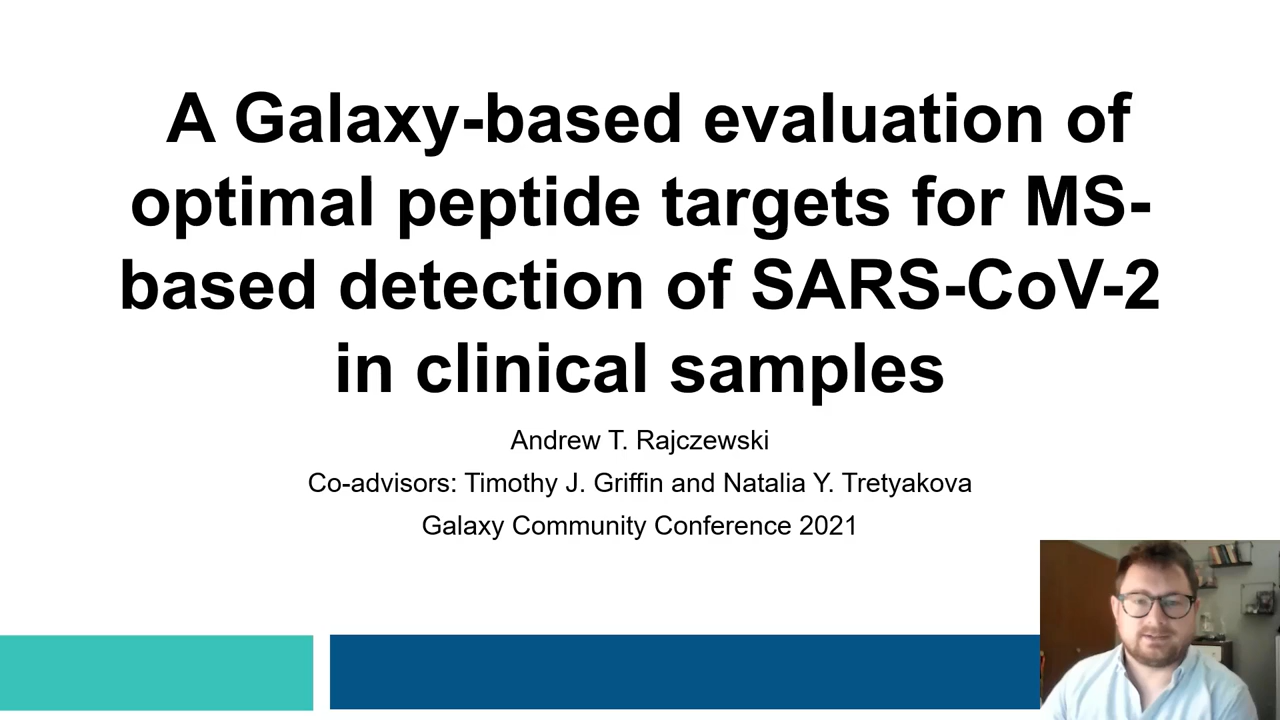 A Galaxy-based evaluation of
optimal peptide targets for MS-
based detection of SARS-CoV-2
in clinical samples
Andrew T. Rajczewski
Co-advisors: Timothy J. Griffin and Natalia Y. Tretyakova
Galaxy Community Conference 2021